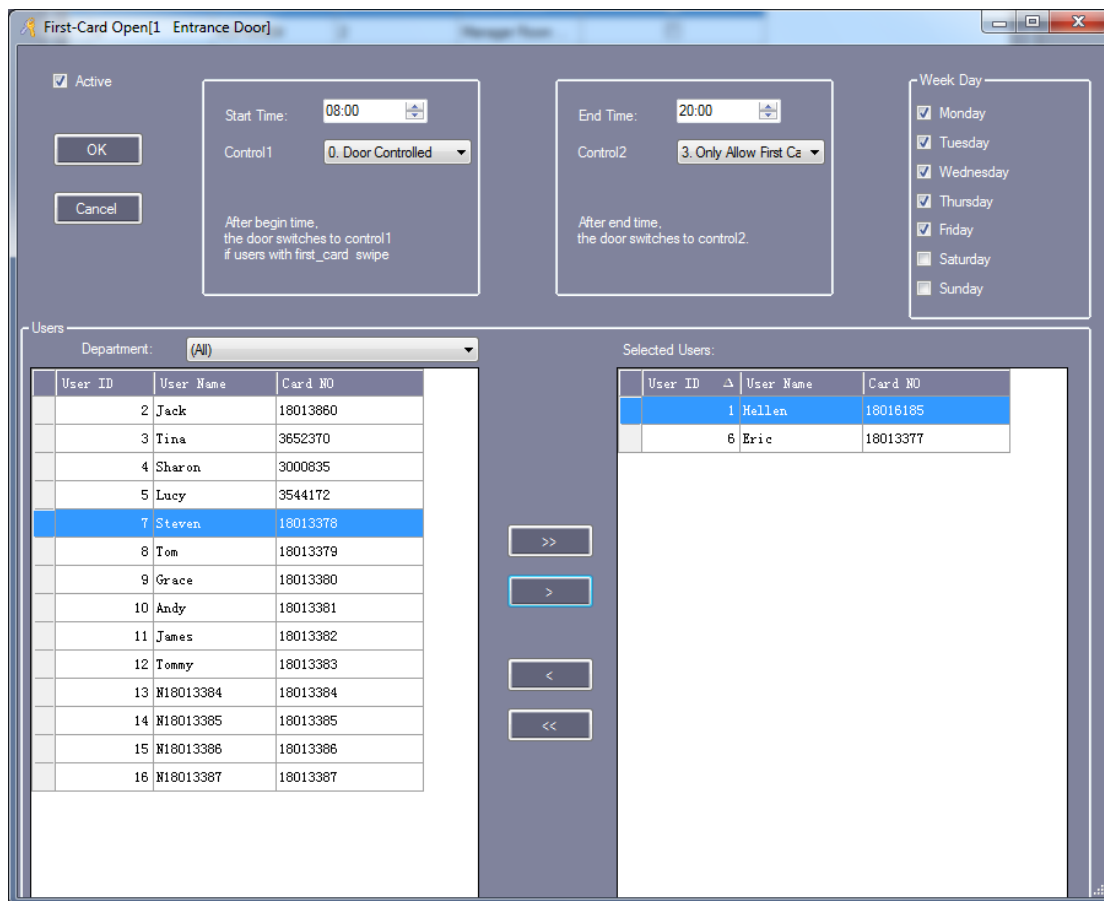 First-Card Open[1 Entrance Door]
Active
OK
Cancel
Start Time: 08:00
Control1 0. Door Controlled
After begin time,
the door switches to control1
if users with first_card swipe
End Time: 20:00
Control2 3. Only Allow First Ca
After end time,
the door switches to control2.
Week Day
Monday
Tuesday
Wednesday
Thursday
Friday
Saturday
Sunday
Users
Department: (All)
User ID User Name Card NO
2 Jack 18013860
3 Tina 3652370
4 Sharon 3000835
5 Lucy 3544172
7 Steven 18013378
8 Tom 18013379
9 Grace 18013380
10 Andy 18013381
11 James 18013382
12 Tommy 18013383
13 N18013384 18013384
14 N18013385 18013385
15 N18013386 18013386
16 N18013387 18013387
>>
>
<
<<
Selected Users:
User ID User Name Card NO
1 Hellen 18016185
6 Eric 18013377